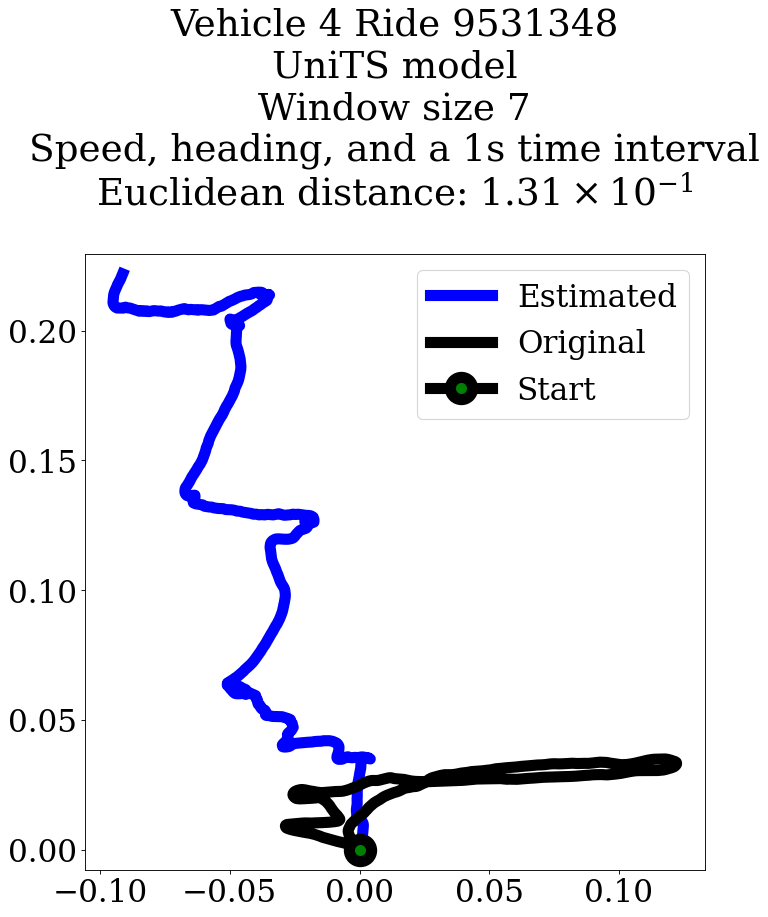 Vehicle 4 Ride 9531348
UniTS model
Window size 7
Speed, heading, and a 1s time interval
Euclidean distance: 1.31 × 10⁻¹
Estimated
Original
Start
0.20
0.15
0.10
0.05
0.00
−0.10 −0.05 0.00 0.05 0.10